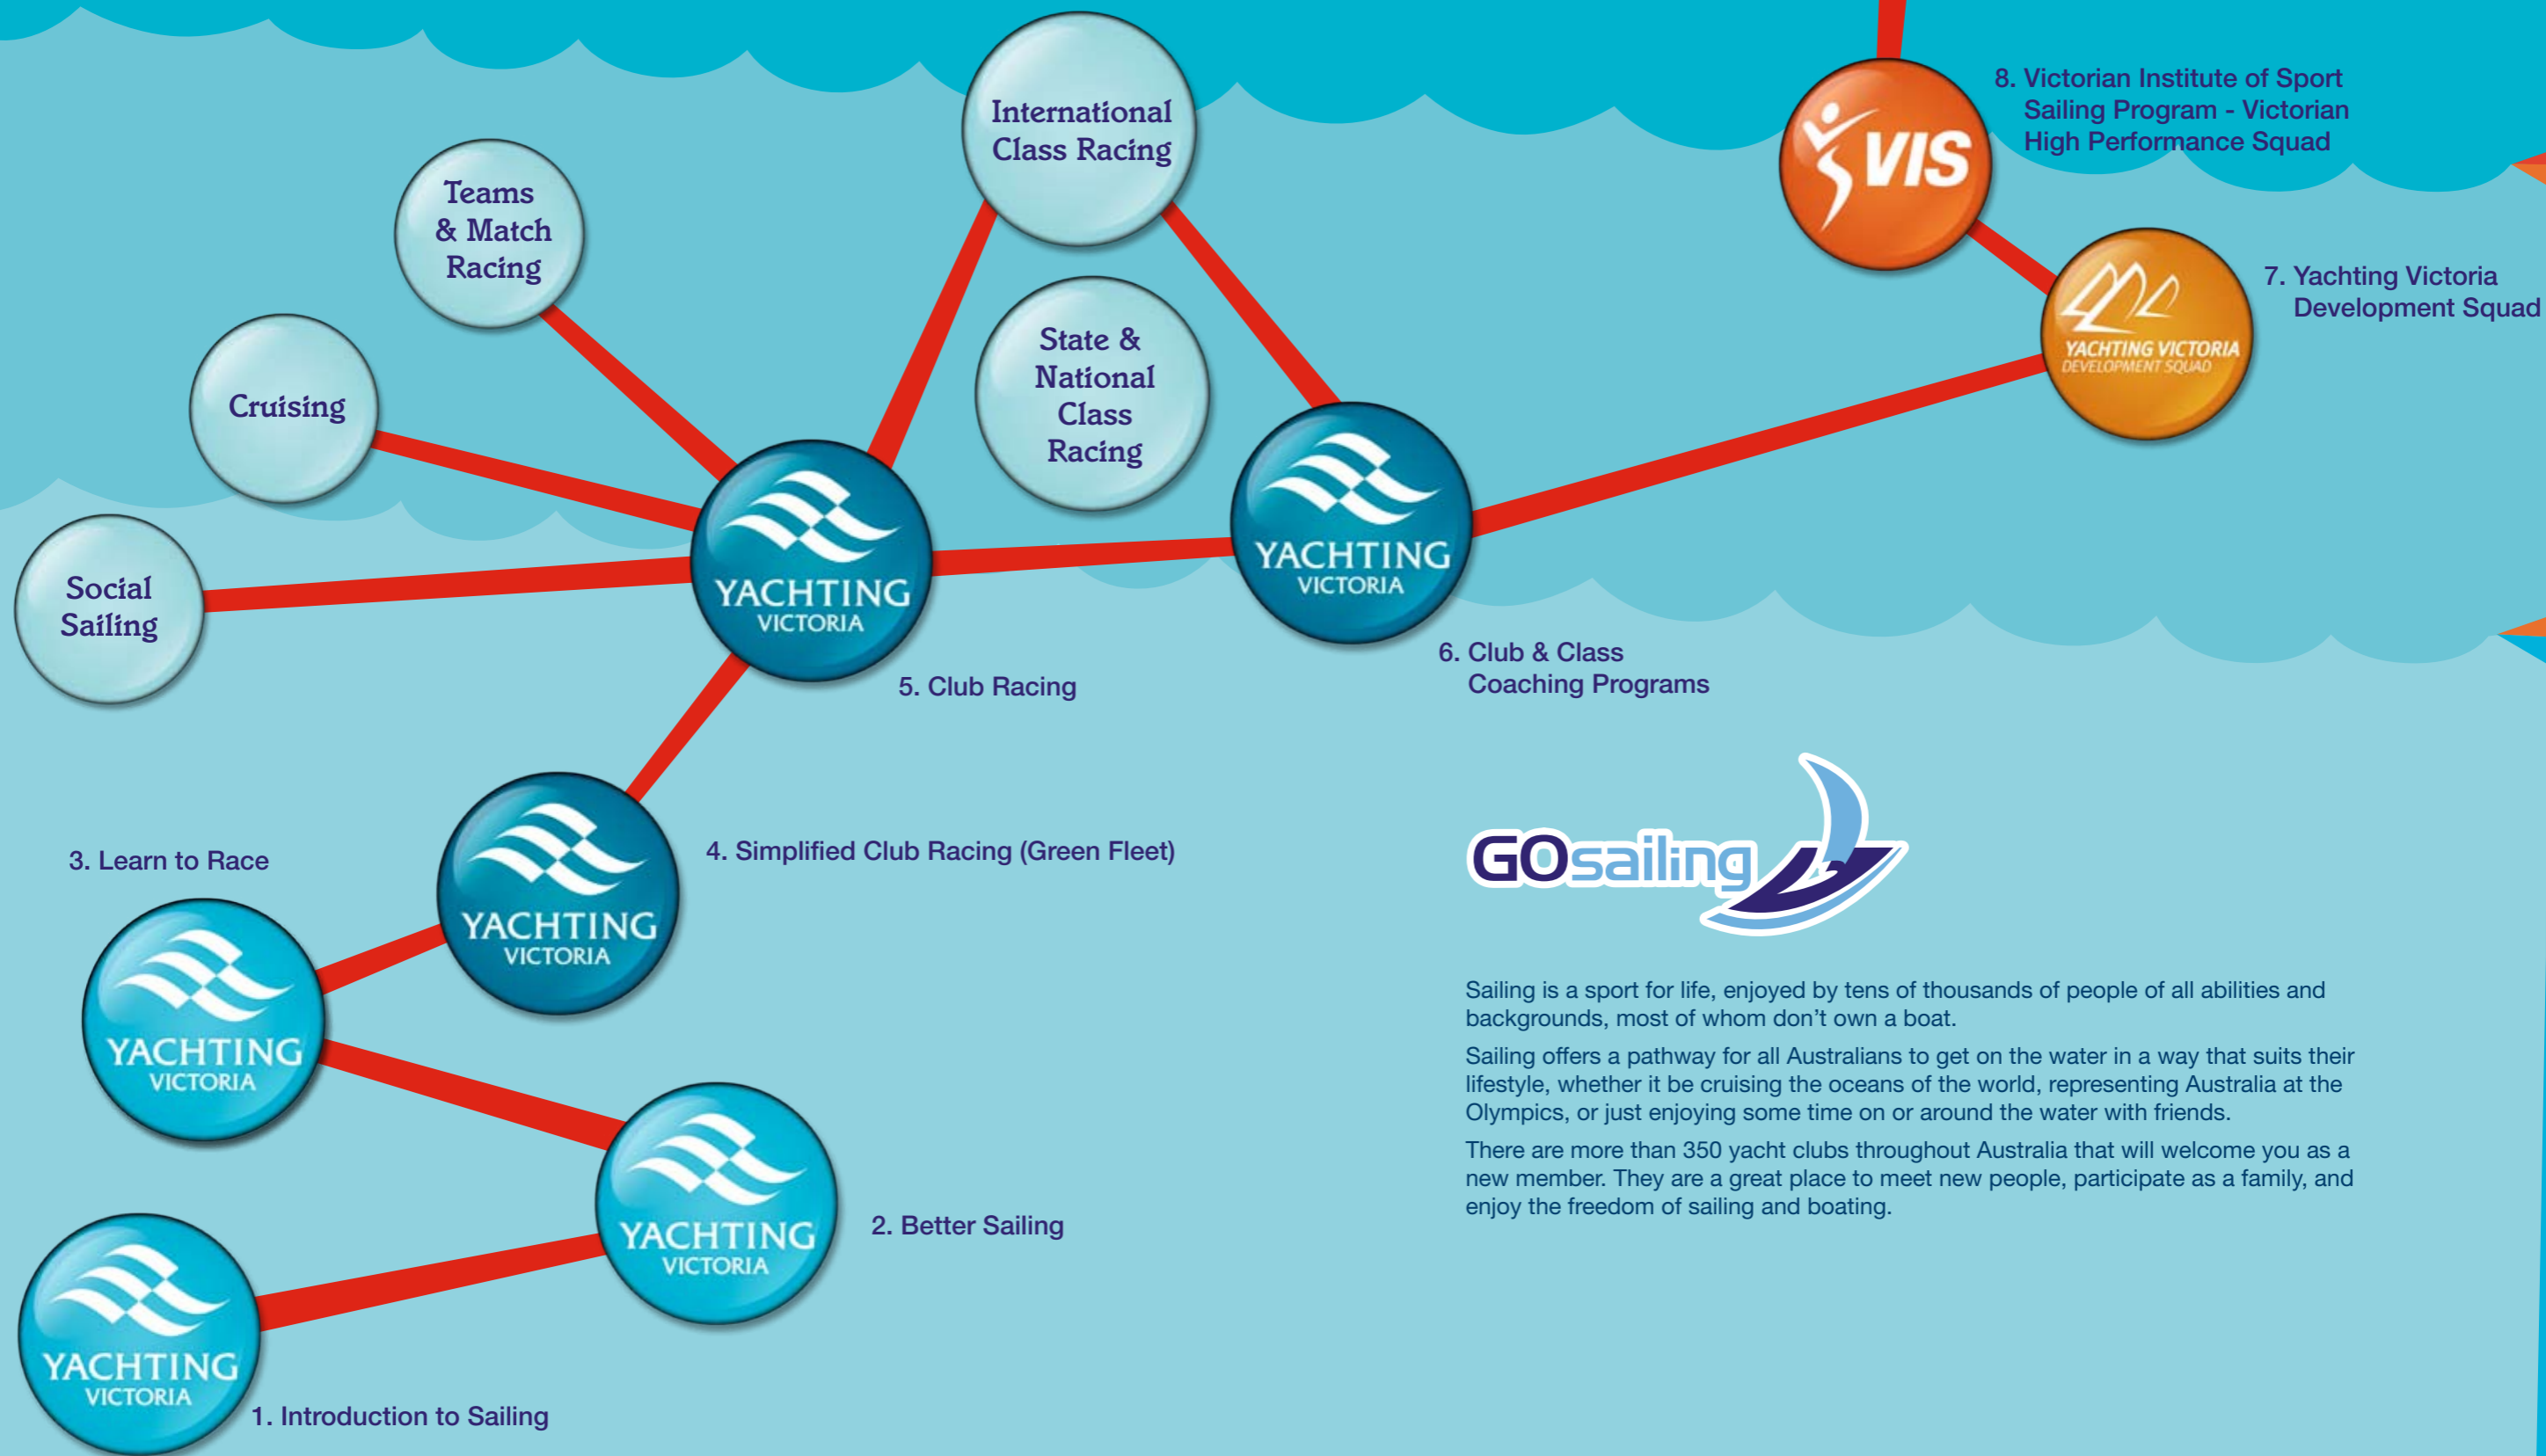 International
Class Racing
Teams
& Match
Racing
VIS
8. Victorian Institute of Sport
Sailing Program - Victorian
High Performance Squad
7. Yachting Victoria
Development Squad
YACHTING VICTORIA
DEVELOPMENT SQUAD
State &
National
Class
Racing
Cruising
Social
Sailing
YACHTING
VICTORIA
5. Club Racing
YACHTING
VICTORIA
6. Club & Class
Coaching Programs
YACHTING
VICTORIA
4. Simplified Club Racing (Green Fleet)
3. Learn to Race
YACHTING
VICTORIA
YACHTING
VICTORIA
2. Better Sailing
YACHTING
VICTORIA
1. Introduction to Sailing
GOsailing
Sailing is a sport for life, enjoyed by tens of thousands of people of all abilities and
backgrounds, most of whom don't own a boat.
Sailing offers a pathway for all Australians to get on the water in a way that suits their
lifestyle, whether it be cruising the oceans of the world, representing Australia at the
Olympics, or just enjoying some time on or around the water with friends.
There are more than 350 yacht clubs throughout Australia that will welcome you as a
new member. They are a great place to meet new people, participate as a family, and
enjoy the freedom of sailing and boating.